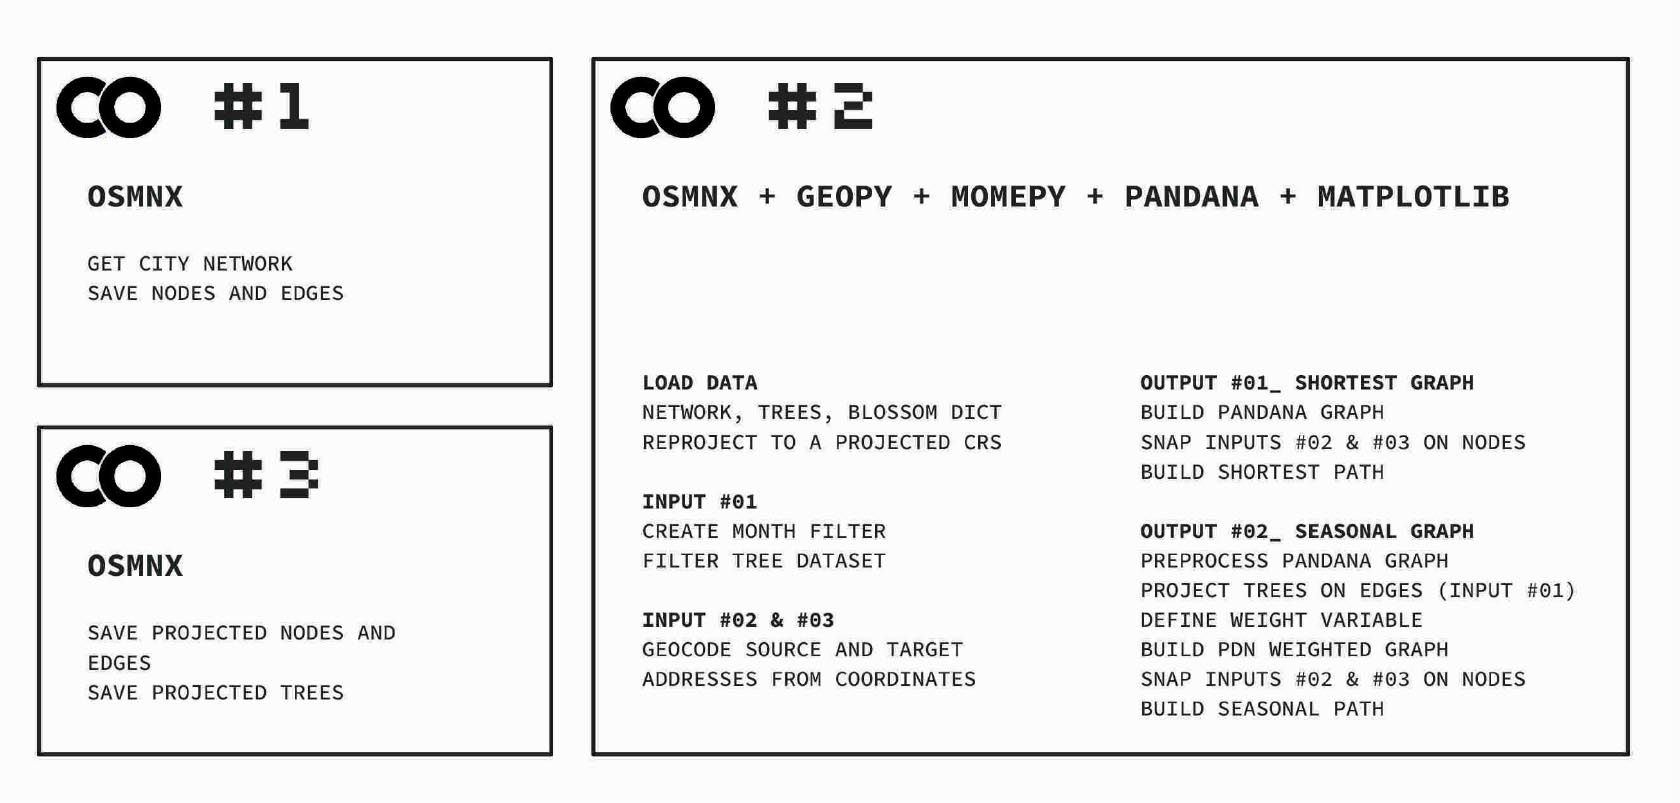 CO #1
OSMNX
GET CITY NETWORK
SAVE NODES AND EDGES
CO #2
OSMNX + GEOPY + MOMEPY + PANDANA + MATPLOTLIB
LOAD DATA
NETWORK, TREES, BLOSSOM DICT
REPROJECT TO A PROJECTED CRS
INPUT #01
CREATE MONTH FILTER
FILTER TREE DATASET
INPUT #02 & #03
GEOCODE SOURCE AND TARGET
ADDRESSES FROM COORDINATES
OUTPUT #01_ SHORTEST GRAPH
BUILD PANDANA GRAPH
SNAP INPUTS #02 & #03 ON NODES
BUILD SHORTEST PATH
OUTPUT #02_ SEASONAL GRAPH
PREPROCESS PANDANA GRAPH
PROJECT TREES ON EDGES (INPUT #01)
DEFINE WEIGHT VARIABLE
BUILD PDN WEIGHTED GRAPH
SNAP INPUTS #02 & #03 ON NODES
BUILD SEASONAL PATH
CO #3
OSMNX
SAVE PROJECTED NODES AND
EDGES
SAVE PROJECTED TREES